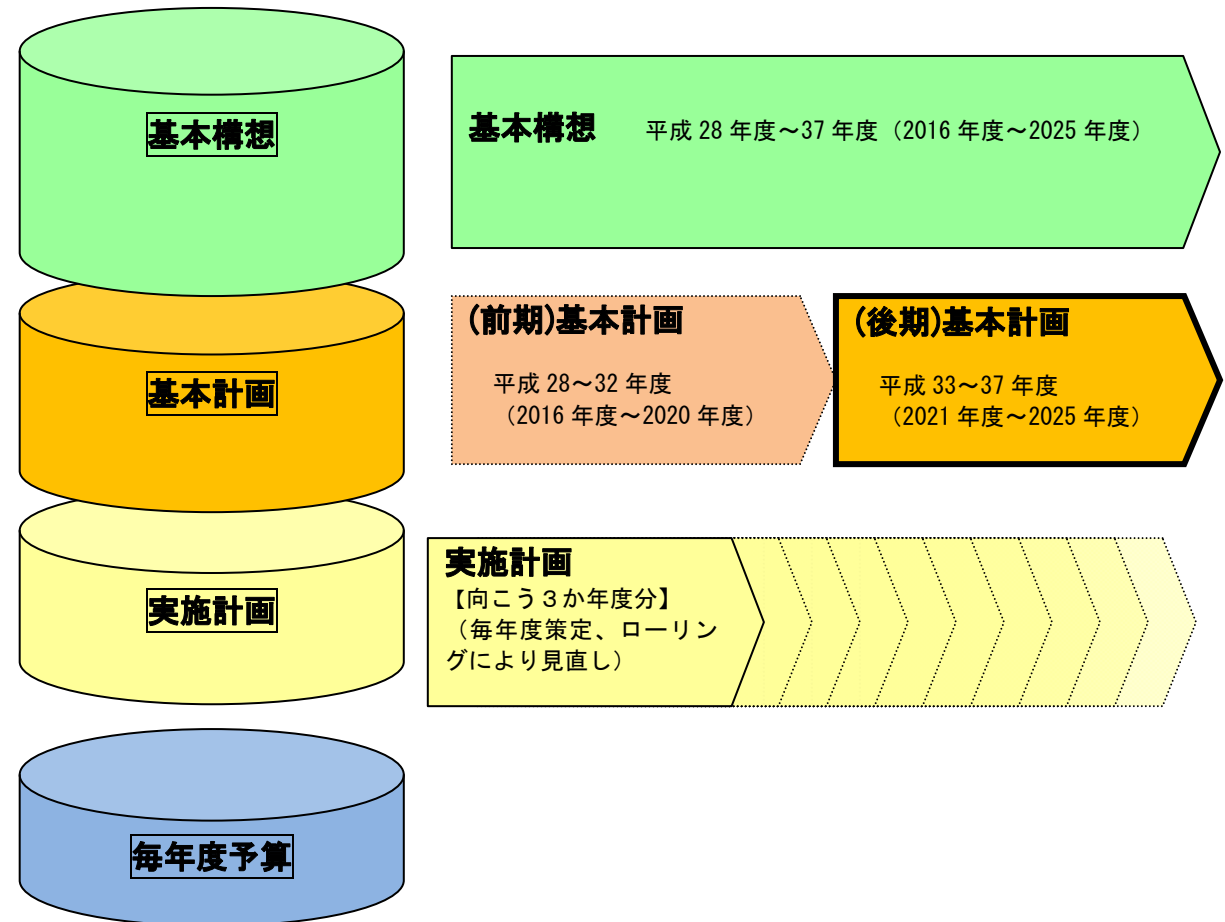 基本構想
基本構想 平成 28 年度～37 年度（2016 年度～2025 年度）
基本計画
(前期)基本計画
平成 28～32 年度
（2016 年度～2020 年度）
(後期)基本計画
平成 33～37 年度
（2021 年度～2025 年度）
実施計画
実施計画
【向こう３か年度分】
（毎年度策定、ローリン
グにより見直し）
毎年度予算